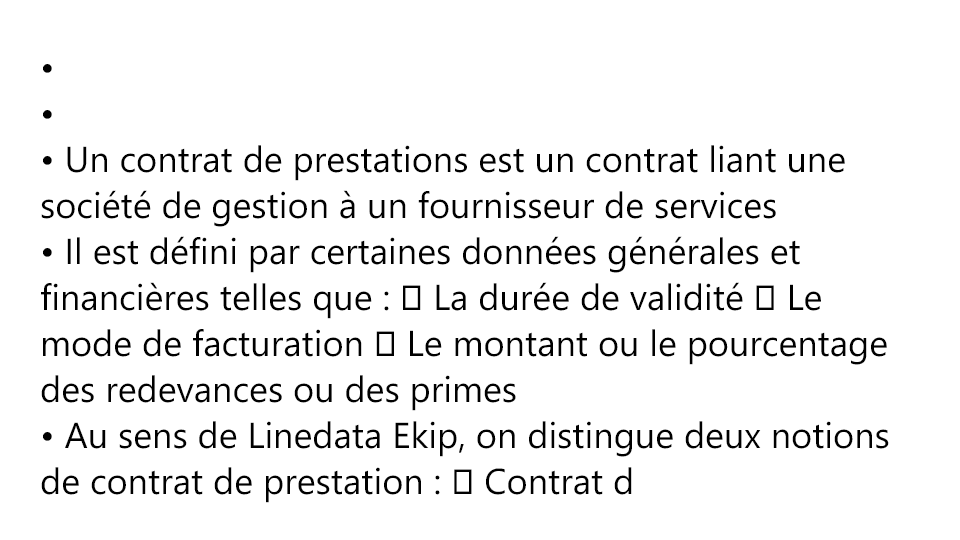 •
•
• Un contrat de prestations est un contrat liant une
société de gestion à un fournisseur de services
• Il est défini par certaines données générales et
financières telles que : ▯ La durée de validité ▯ Le
mode de facturation ▯ Le montant ou le pourcentage
des redevances ou des primes
• Au sens de Linedata Ekip, on distingue deux notions
de contrat de prestation : ▯ Contrat d